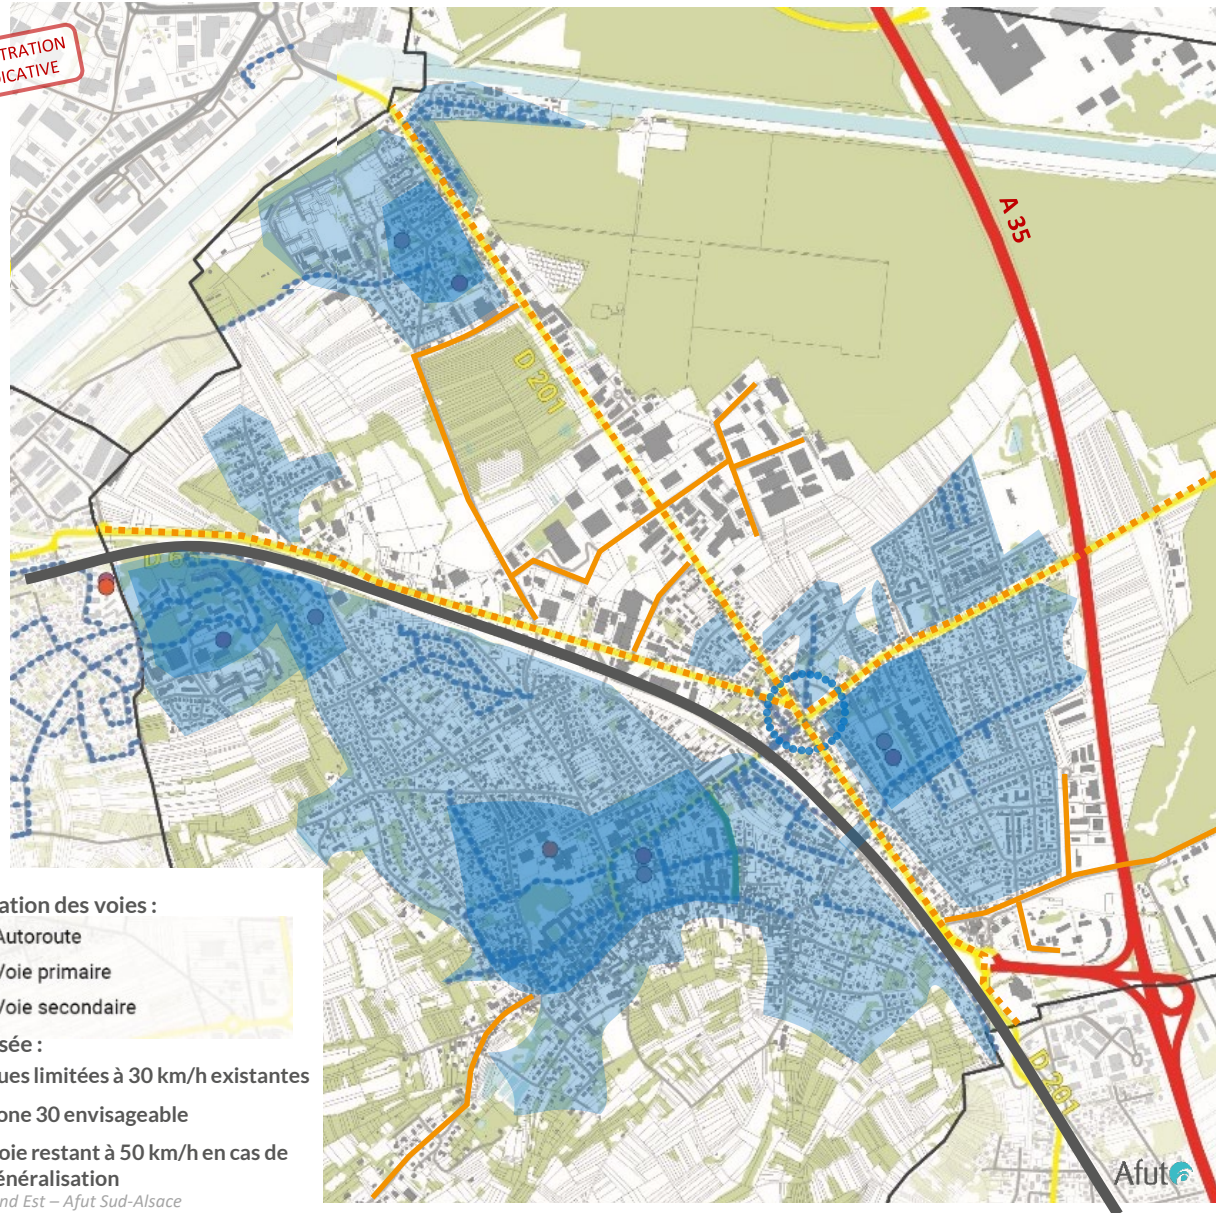 TRATION
DICATIVE
A 35
D 201
D 201
ation des voies :
Autoroute
Voie primaire
Voie secondaire
sée :
ues limitées à 30 km/h existantes
one 30 envisageable
oie restant à 50 km/h en cas de
énéralisation
nd Est – Afut Sud-Alsace
Afut